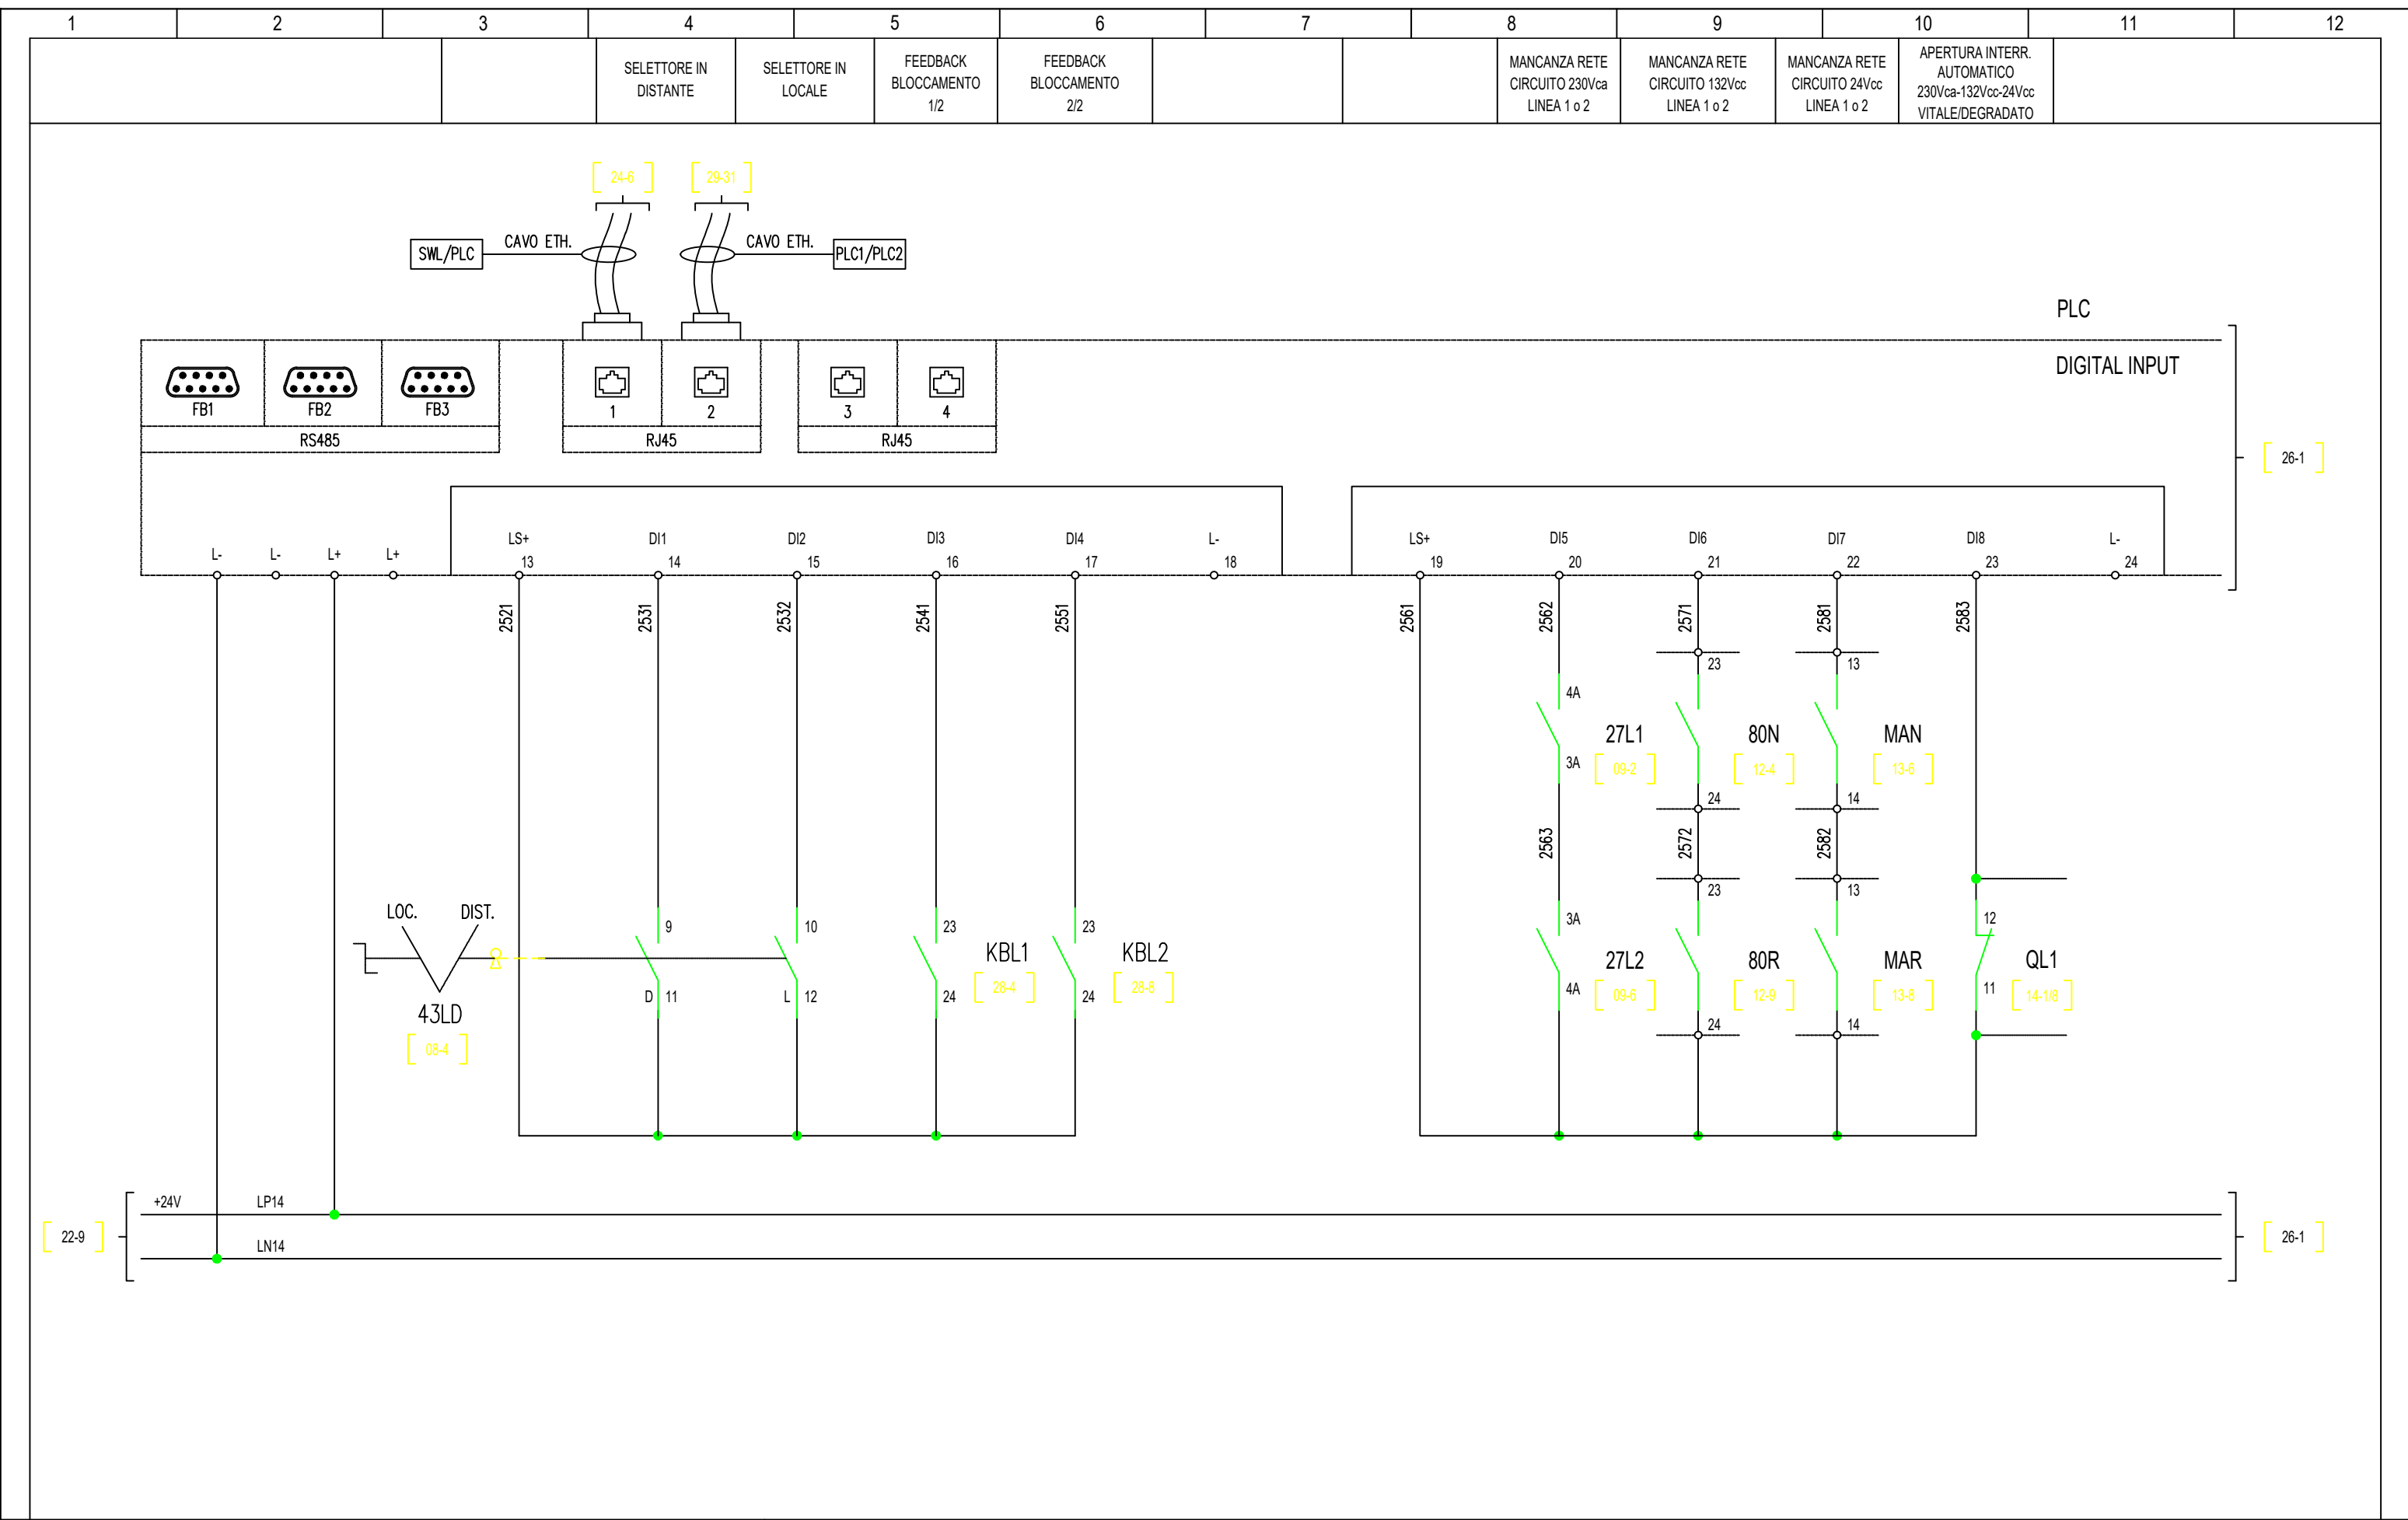 1 2 3 4 5 6 7 8 9 10 11 12
SELETTORE IN
DISTANTE
SELETTORE IN
LOCALE
FEEDBACK
BLOCCAMENTO
1/2
FEEDBACK
BLOCCAMENTO
2/2
MANCANZA RETE
CIRCUITO 230Vca
LINEA 1 o 2
MANCANZA RETE
CIRCUITO 132Vcc
LINEA 1 o 2
MANCANZA RETE
CIRCUITO 24Vcc
LINEA 1 o 2
APERTURA INTERR.
AUTOMATICO
230Vca-132Vcc-24Vcc
VITALE/DEGRADATO
24-6
29-31
SWL/PLC
CAVO ETH.
CAVO ETH.
PLC1/PLC2
PLC
DIGITAL INPUT
FB1
FB2
FB3
RS485
1
2
RJ45
3
4
RJ45
26-1
L-
L-
L+
L+
LS+
13
DI1
14
DI2
15
DI3
16
DI4
17
L-
18
LS+
19
DI5
20
DI6
21
DI7
22
DI8
23
L-
24
2521
2531
2532
2541
2551
2561
2562
2571
2581
2583
23
13
4A
27L1
80N
MAN
3A
09-2
12-4
13-6
24
14
2563
2572
2582
23
13
LOC.
DIST.
9
10
23
23
3A
12
KBL1
KBL2
27L2
80R
MAR
QL1
D
11
L
12
24
28-4
24
28-8
4A
09-6
12-9
13-8
11
14-1/8
43LD
08-4
24
14
+24V
LP14
22-9
LN14
26-1